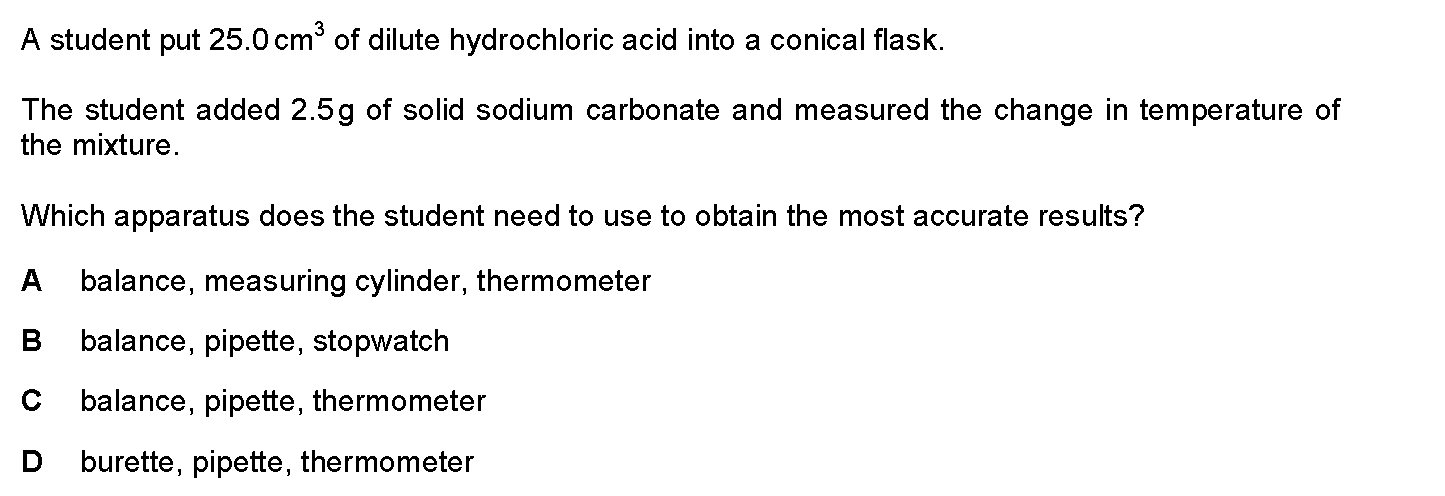 A student put 25.0 cm³ of dilute hydrochloric acid into a conical flask.
The student added 2.5 g of solid sodium carbonate and measured the change in temperature of
the mixture.
Which apparatus does the student need to use to obtain the most accurate results?
A balance, measuring cylinder, thermometer
B balance, pipette, stopwatch
C balance, pipette, thermometer
D burette, pipette, thermometer